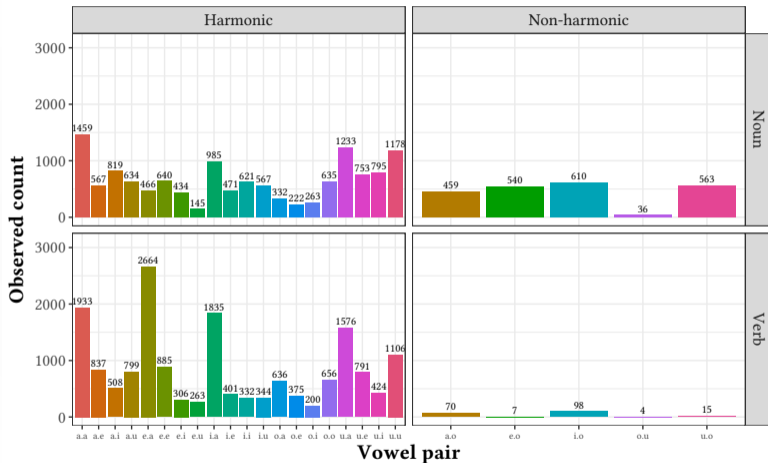 Harmonic
Non-harmonic
Observed count
3000
2000
1000
0
1459 567 819 634 466 640 434 145 985 471 621 567 332 222 263 635 1233 753 795 1178
459 540 610 36 563
Noun
3000
2000
1000
0
1933 837 508 799 2664 885 306 263 1835 401 332 344 636 375 200 656 1576 791 424 1106
70 7 98 4 15
Verb
a.a a.e a.i a.u e.a e.e e.i e.u i.a i.e i.i i.u o.a o.e o.i o.o u.a u.e u.i u.u
a.o e.o i.o o.u u.o
Vowel pair